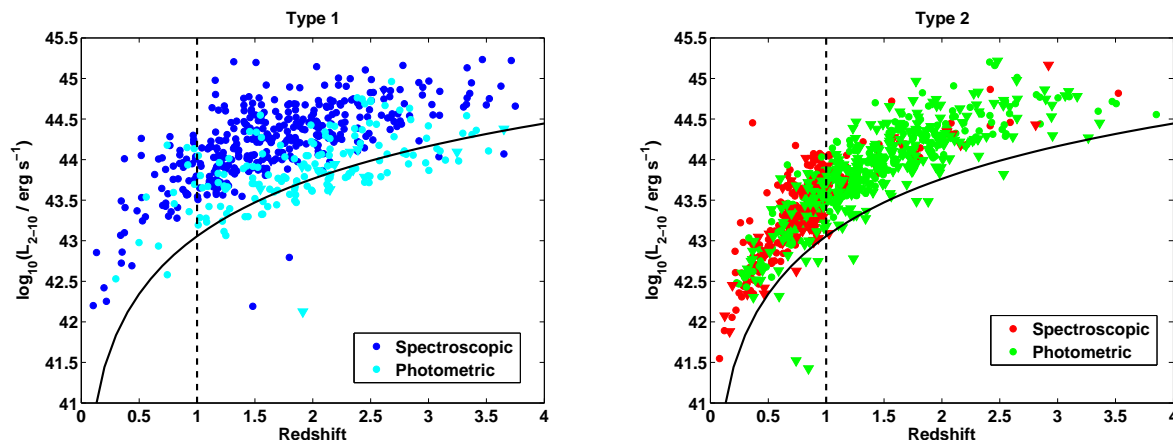 Type 1
45.5
45
44.5
44
43.5
43
42.5
42
41.5
41
log10(L2−10 / erg s−1)
0 0.5 1 1.5 2 2.5 3 3.5 4
Redshift
Spectroscopic
Photometric
Type 2
45.5
45
44.5
44
43.5
43
42.5
42
41.5
41
log10(L2−10 / erg s−1)
0 0.5 1 1.5 2 2.5 3 3.5 4
Redshift
Spectroscopic
Photometric